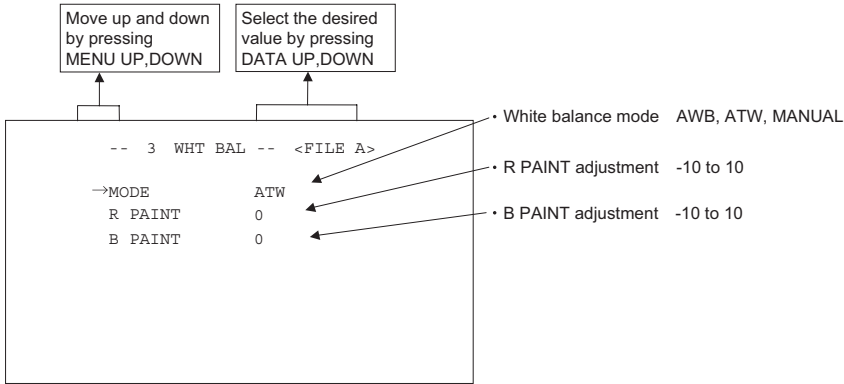 Move up and down
by pressing
MENU UP,DOWN
Select the desired
value by pressing
DATA UP,DOWN
-- 3 WHT BAL -- <FILE A>
→MODE ATW
R PAINT 0
B PAINT 0
• White balance mode AWB, ATW, MANUAL
• R PAINT adjustment -10 to 10
• B PAINT adjustment -10 to 10